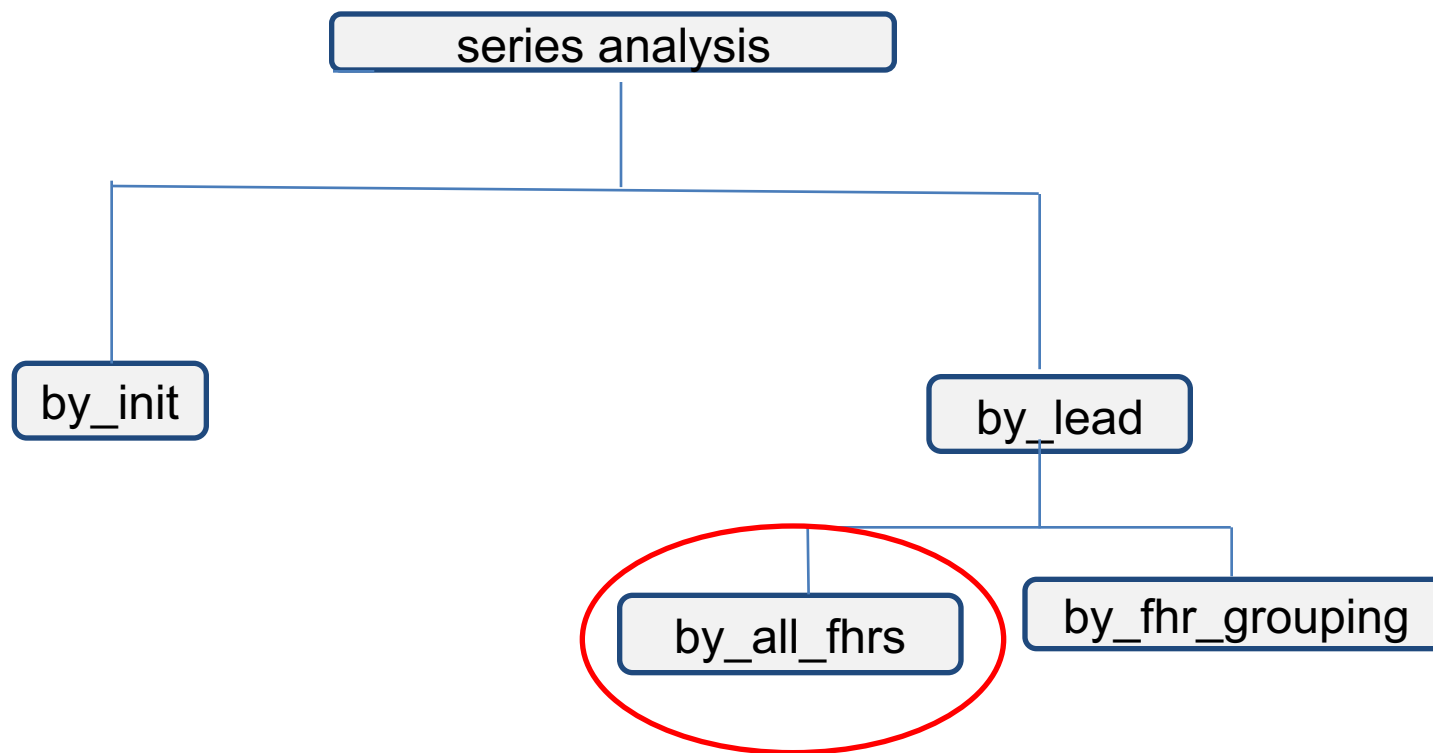 series analysis
by_init
by_lead
by_all_fhrs
by_fhr_grouping